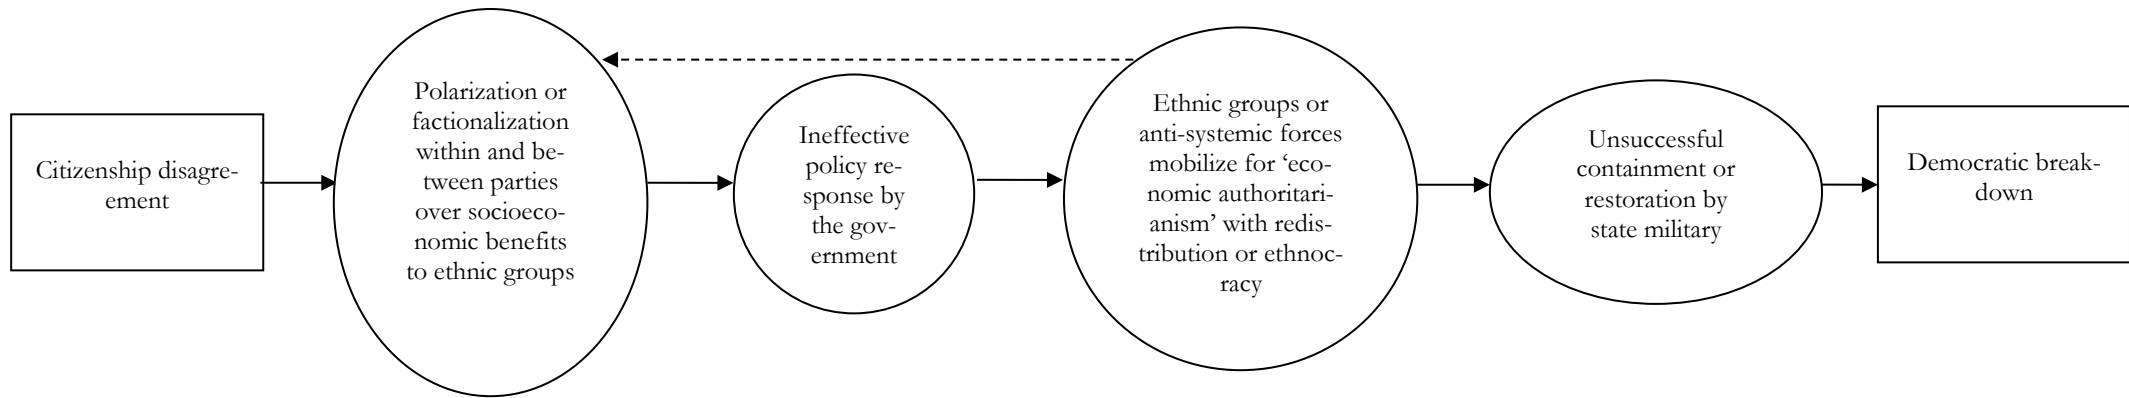 Citizenship disagre-
ement
Polarization or
factionalization
within and be-
tween parties
over socioeco-
nomic benefits
to ethnic groups
Ineffective
policy re-
sponse by
the gov-
ernment
Ethnic groups or
anti-systemic forces
mobilize for ‘eco-
nomic authoritari-
anism’ with redis-
tribution or ethnoc-
racy
Unsuccessful
containment or
restoration by
state military
Democratic break-
down